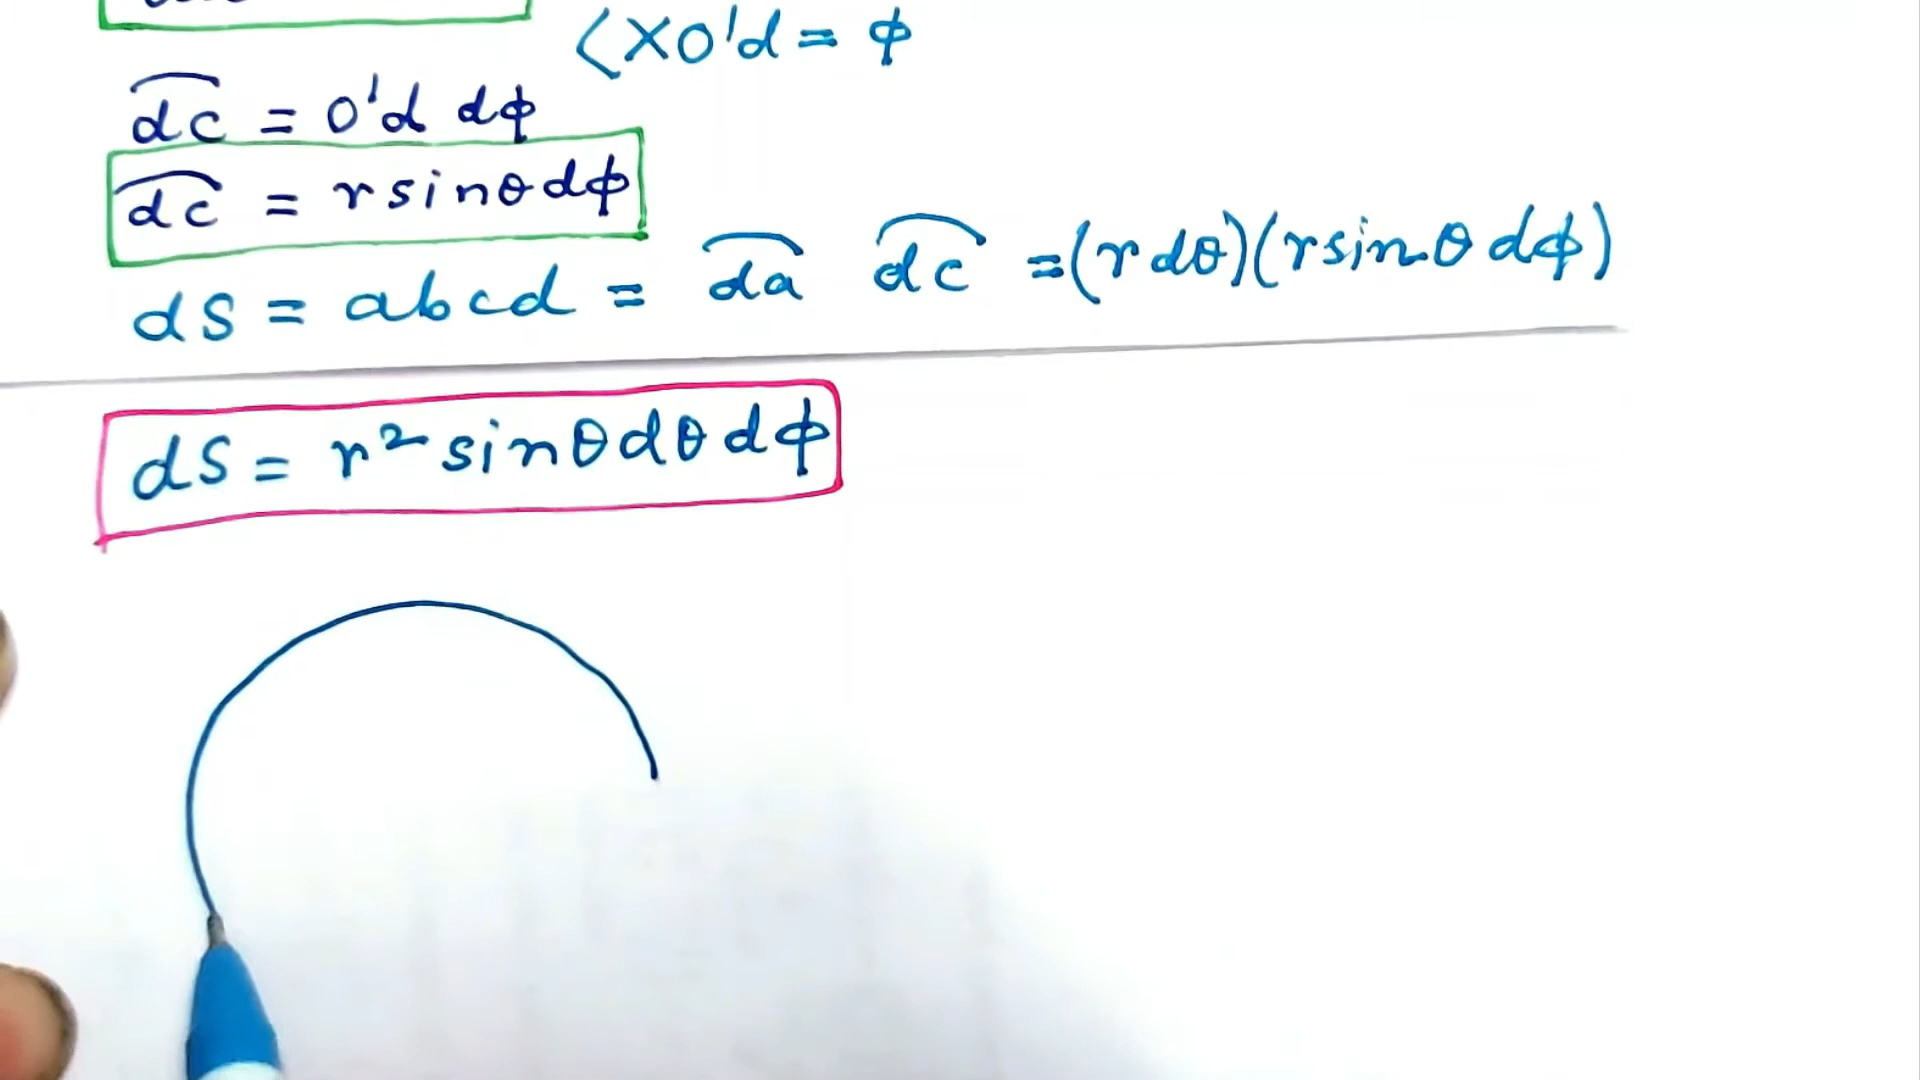 <XO'd = φ
dc = O'd dφ
dc = r sinθ dφ
dS = abcd = da dc = (r dθ)(r sinθ dφ)
dS = r² sinθ dθ dφ